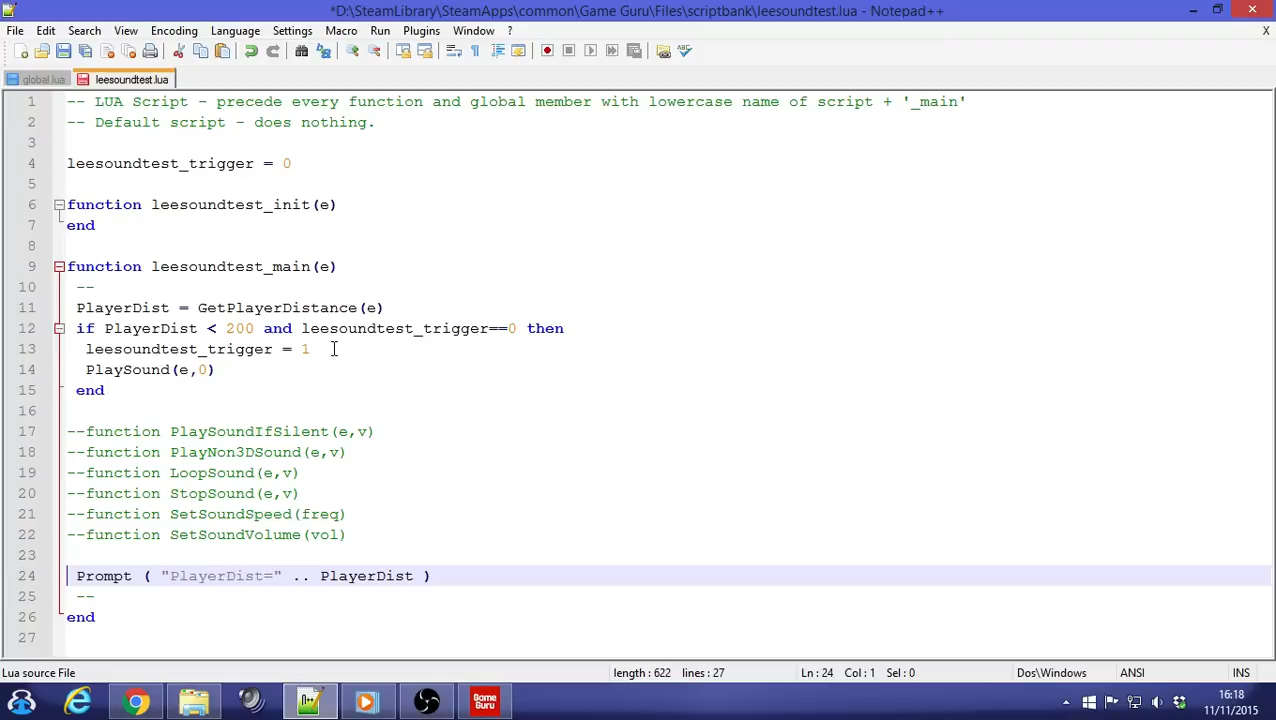 *D:\SteamLibrary\SteamApps\common\Game Guru\Files\scriptbank\leesoundtest.lua - Notepad++
File Edit Search View Encoding Language Settings Macro Run Plugins Window ? X
global.lua leesoundtest.lua
1 -- LUA Script - precede every function and global member with lowercase name of script + '_main'
2 -- Default script - does nothing.
3
4 leesoundtest_trigger = 0
5
6 function leesoundtest_init(e)
7 end
8
9 function leesoundtest_main(e)
10 --
11 PlayerDist = GetPlayerDistance(e)
12 if PlayerDist < 200 and leesoundtest_trigger==0 then
13 leesoundtest_trigger = 1
14 PlaySound(e,0)
15 end
16
17 --function PlaySoundIfSilent(e,v)
18 --function PlayNon3DSound(e,v)
19 --function LoopSound(e,v)
20 --function StopSound(e,v)
21 --function SetSoundSpeed(freq)
22 --function SetSoundVolume(vol)
23
24 Prompt ( "PlayerDist=" .. PlayerDist )
25 --
26 end
27
Lua source File length : 622 lines : 27 Ln : 24 Col : 1 Sel : 0 Dos\Windows ANSI INS
GAME GURU
16:18
11/11/2015